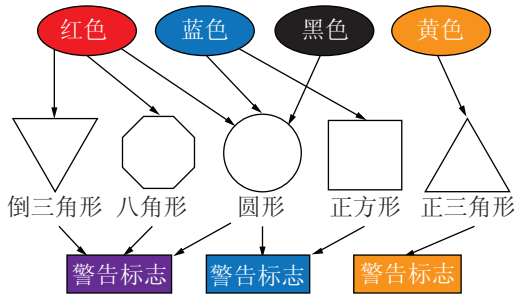 红色 蓝色 黑色 黄色
倒三角形 八角形 圆形 正方形 正三角形
警告标志 警告标志 警告标志